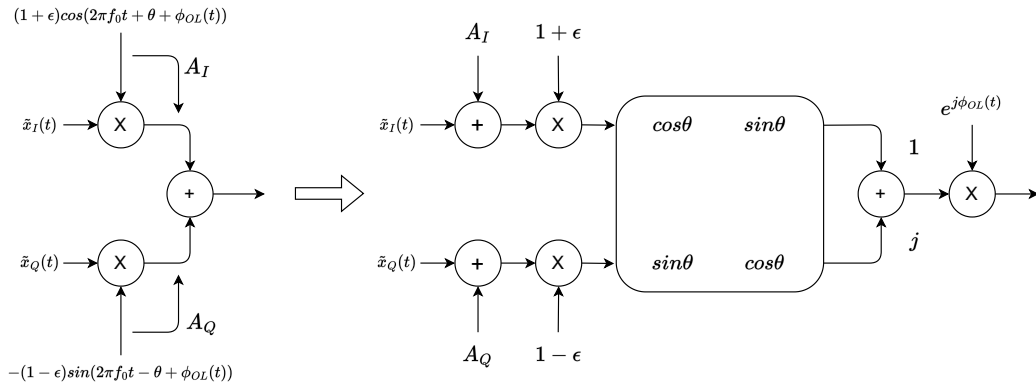 (1 + ϵ)cos(2πf₀t + θ + ϕ_OL(t))
A_I
x̃_I(t)
X
+
x̃_Q(t)
X
A_Q
-(1 − ϵ)sin(2πf₀t − θ + ϕ_OL(t))
A_I
1 + ϵ
x̃_I(t)
+
X
cosθ
sinθ
sinθ
cosθ
x̃_Q(t)
+
X
A_Q
1 − ϵ
1
+
j
e^{jϕ_OL(t)}
X